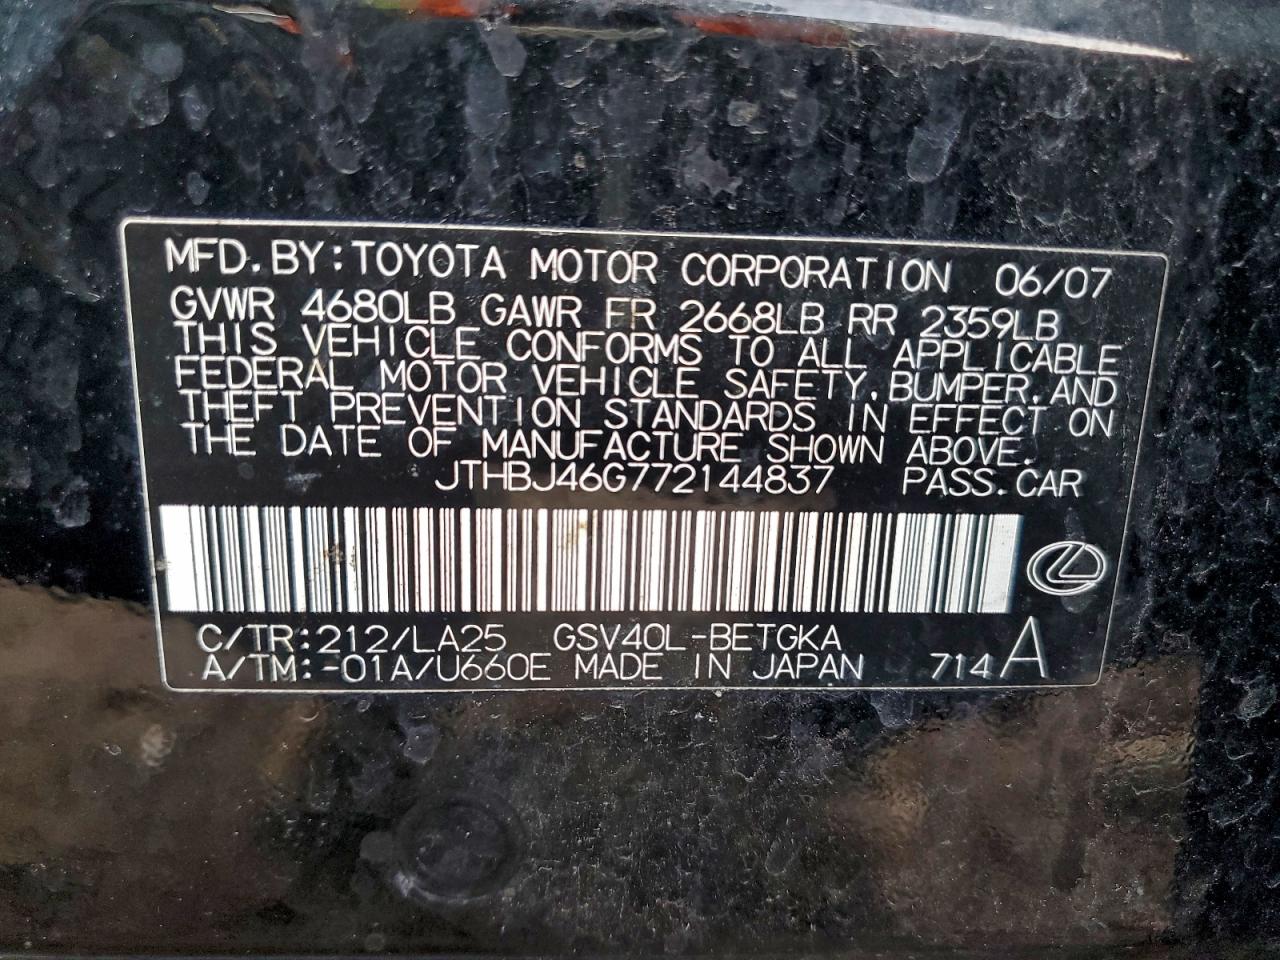 MFD.BY:TOYOTA MOTOR CORPORATION 06/07
GVWR 4680LB GAWR FR 2668LB RR 2359LB
THIS VEHICLE CONFORMS TO ALL APPLICABLE
FEDERAL MOTOR VEHICLE SAFETY,BUMPER,AND
THEFT PREVENTION STANDARDS IN EFFECT ON
THE DATE OF MANUFACTURE SHOWN ABOVE.
JTHBJ46G772144837 PASS.CAR
C/TR:212/LA25 GSV40L-BETGKA
A/TM:-01A/U660E MADE IN JAPAN 714A